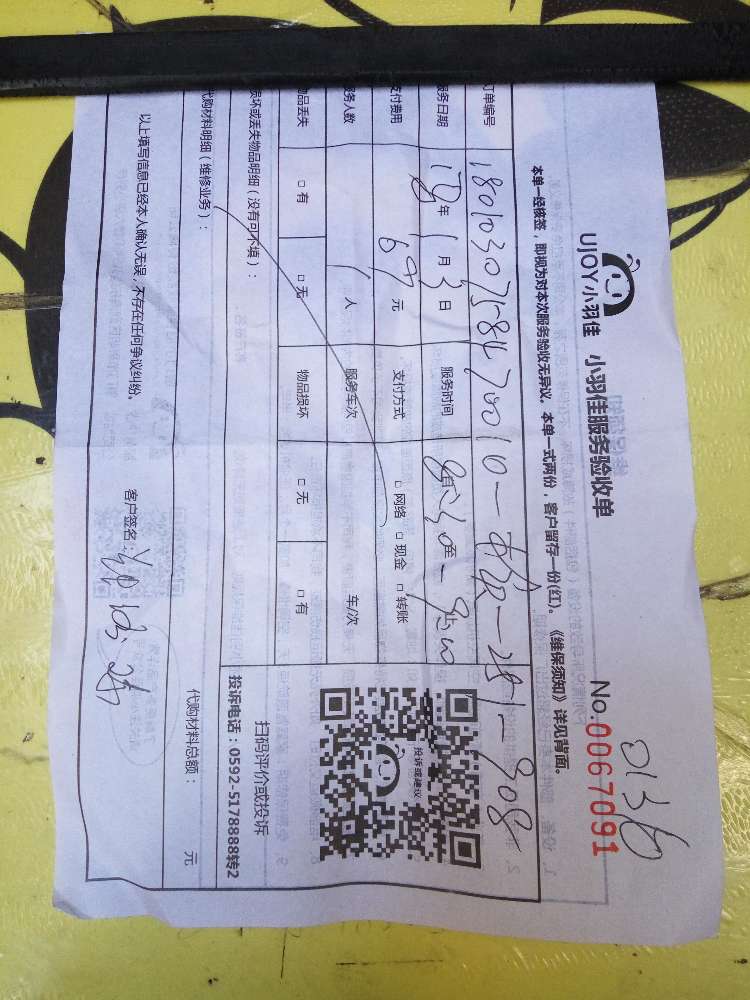 0136
UJOY小羽佳 小羽佳服务验收单 No.0067091
本单一经核签，即视为对本次服务验收无异议。本单一式两份，客户留存一份(红)。《维保须知》详见背面。
订单编号 180103075847001
服务日期 18年1月3日 服务时间
支付费用 69元 支付方式 □网络 □现金 □转账
服务人数 1人 服务车次 车/次
物品丢失 □有 □无 物品损坏 □无 □有
损坏或丢失物品明细（没有可不填）：
投诉或建议
扫码评价或投诉
投诉电话：0592-5178888转2
代购材料明细（维修业务）： 代购材料总额： 元
以上填写信息已经本人确认无误，不存在任何争议纠纷。 客户签名：